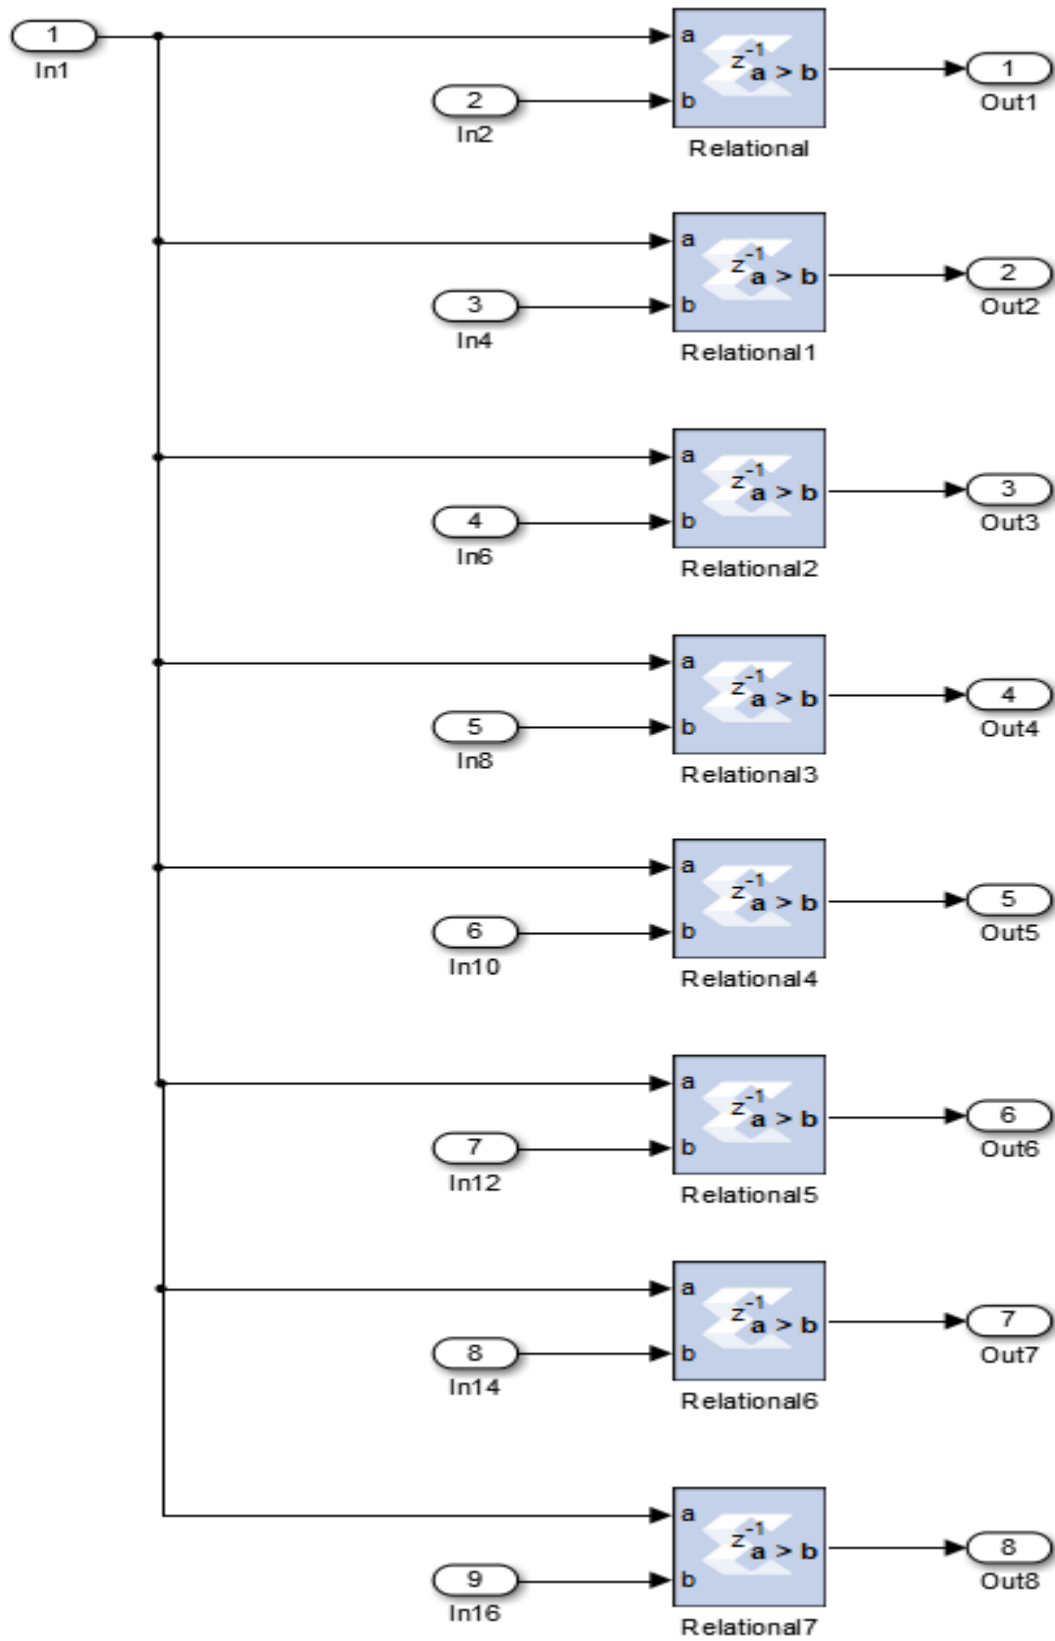 1
In1
a
z-1
a > b
b
Relational
2
In2
1
Out1
a
z-1
a > b
b
Relational1
3
In4
2
Out2
a
z-1
a > b
b
Relational2
4
In6
3
Out3
a
z-1
a > b
b
Relational3
5
In8
4
Out4
a
z-1
a > b
b
Relational4
6
In10
5
Out5
a
z-1
a > b
b
Relational5
7
In12
6
Out6
a
z-1
a > b
b
Relational6
8
In14
7
Out7
a
z-1
a > b
b
Relational7
9
In16
8
Out8